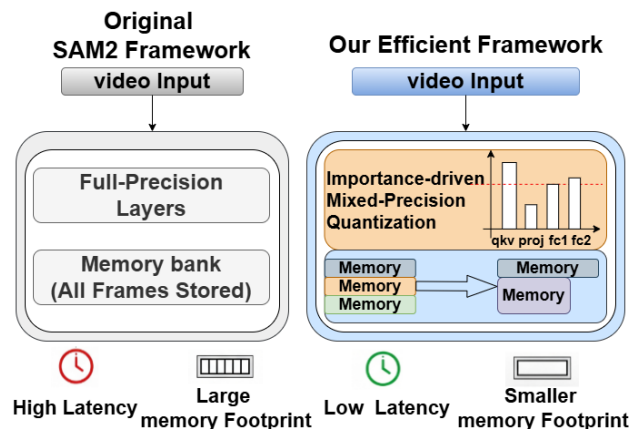 Original
SAM2 Framework
video Input
Full-Precision
Layers
Memory bank
(All Frames Stored)
High Latency
Large
memory Footprint
Our Efficient Framework
video Input
Importance-driven
Mixed-Precision
Quantization
qkv proj fc1 fc2
Memory
Memory
Memory
Memory
Memory
Low Latency
Smaller
memory Footprint